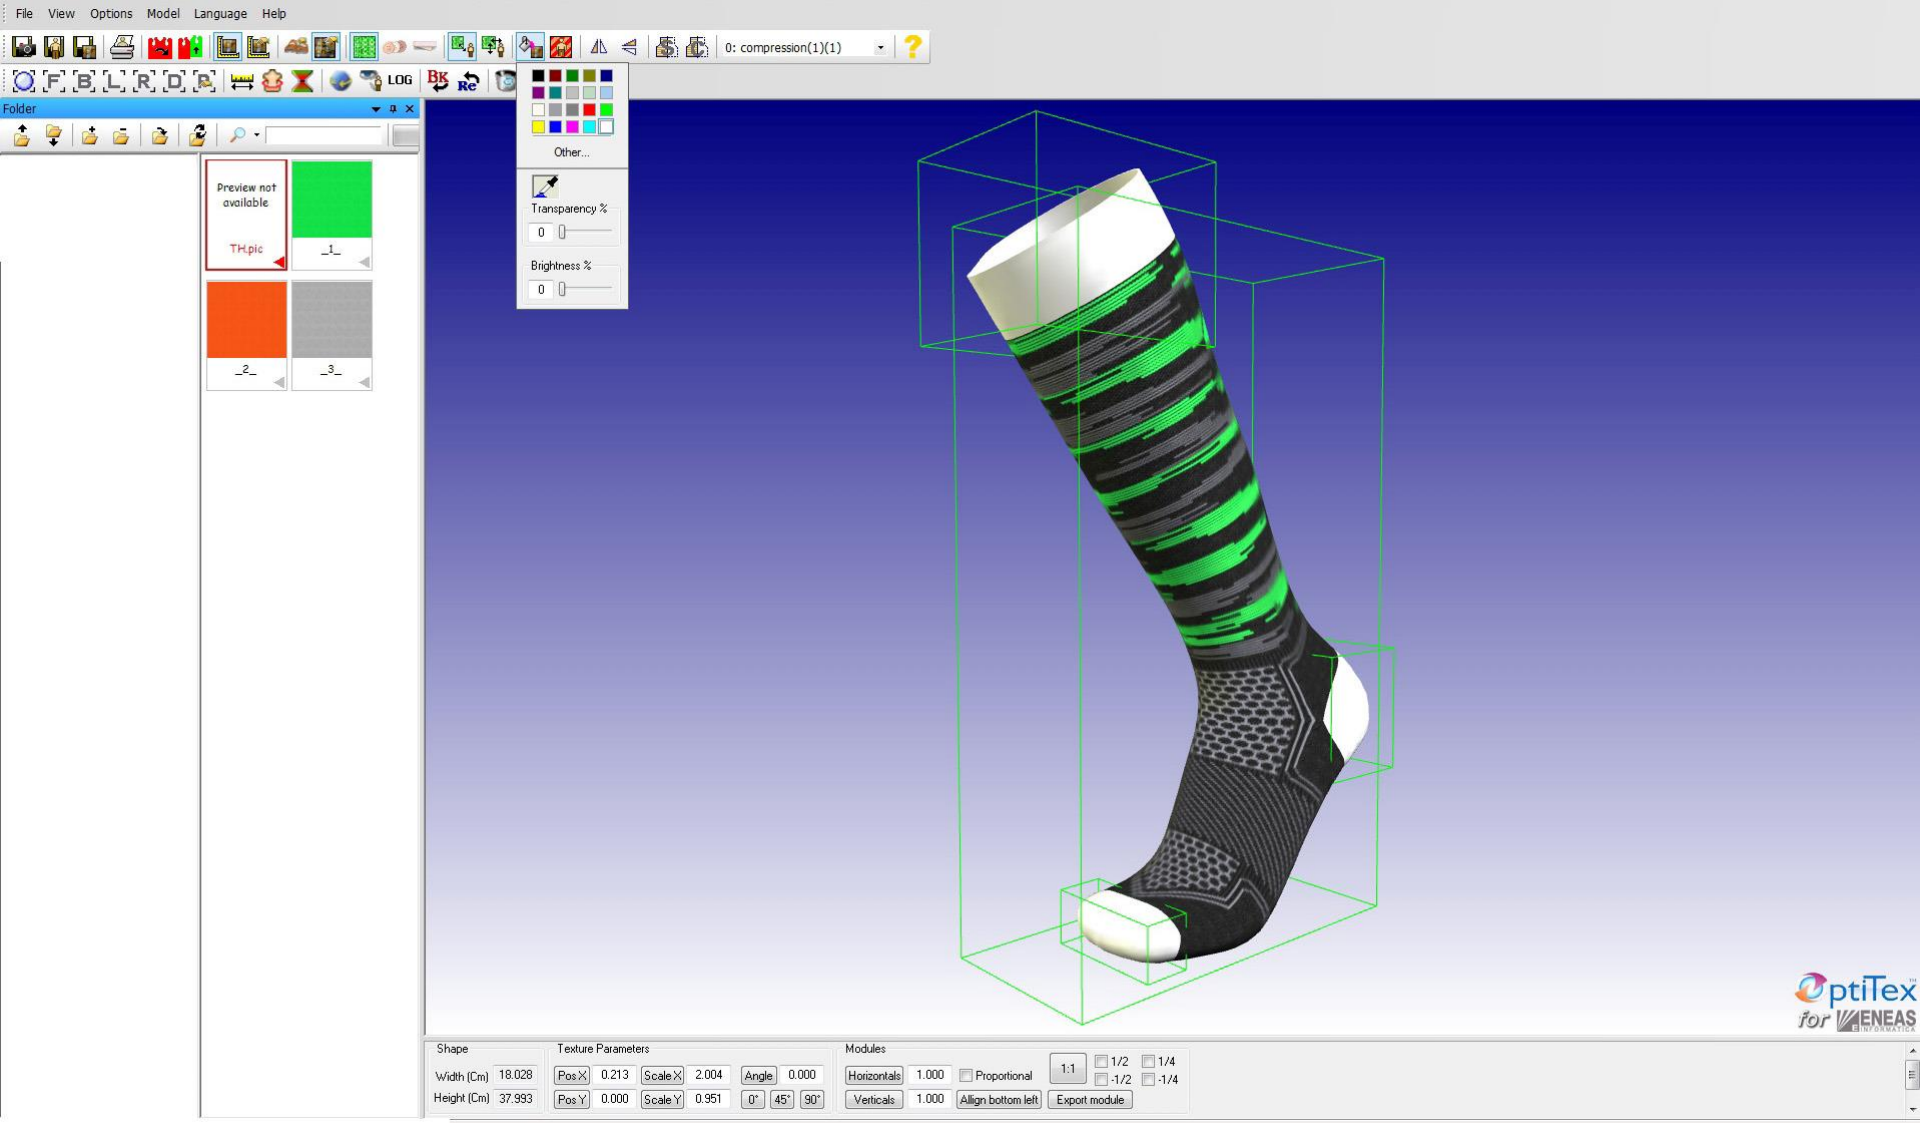 File View Options Model Language Help
0: compression(1)(1)
F B L R D R LOG BK Re
Folder
Preview not
available
TH.pic
_1_
_2_
_3_
Other...
Transparency %
0
Brightness %
0
OptiTex
for ENEAS
INFORMATICA
Shape Texture Parameters Modules
Width (Cm) 18.028 Pos X 0.213 Scale X 2.004 Angle 0.000 Horizontals 1.000 Proportional 1:1 1/2 1/4
-1/2 -1/4
Height (Cm) 37.993 Pos Y 0.000 Scale Y 0.951 0° 45° 90° Verticals 1.000 Allign bottom left Export module